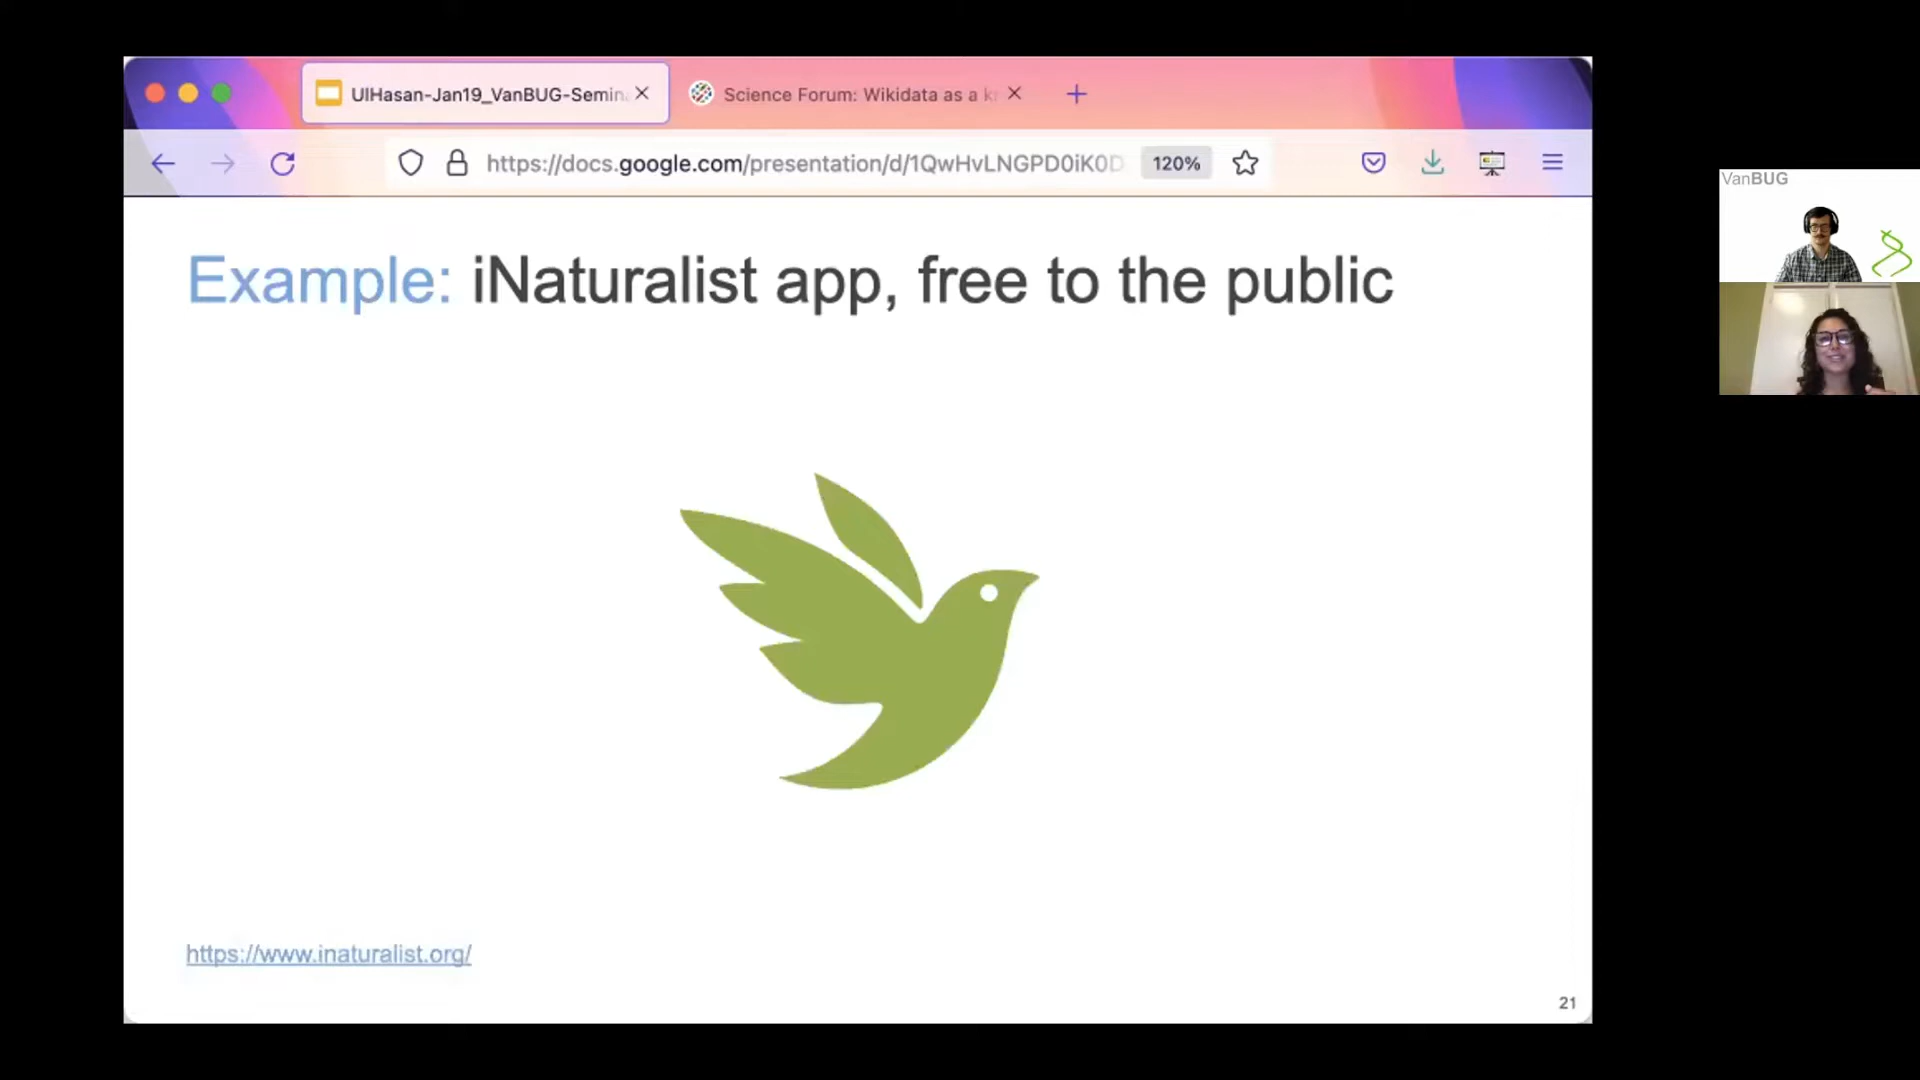 UlHasan-Jan19_VanBUG-Semin
Science Forum: Wikidata as a k
https://docs.google.com/presentation/d/1QwHvLNGPD0iK0D
120%
VanBUG
Example: iNaturalist app, free to the public
https://www.inaturalist.org/
21